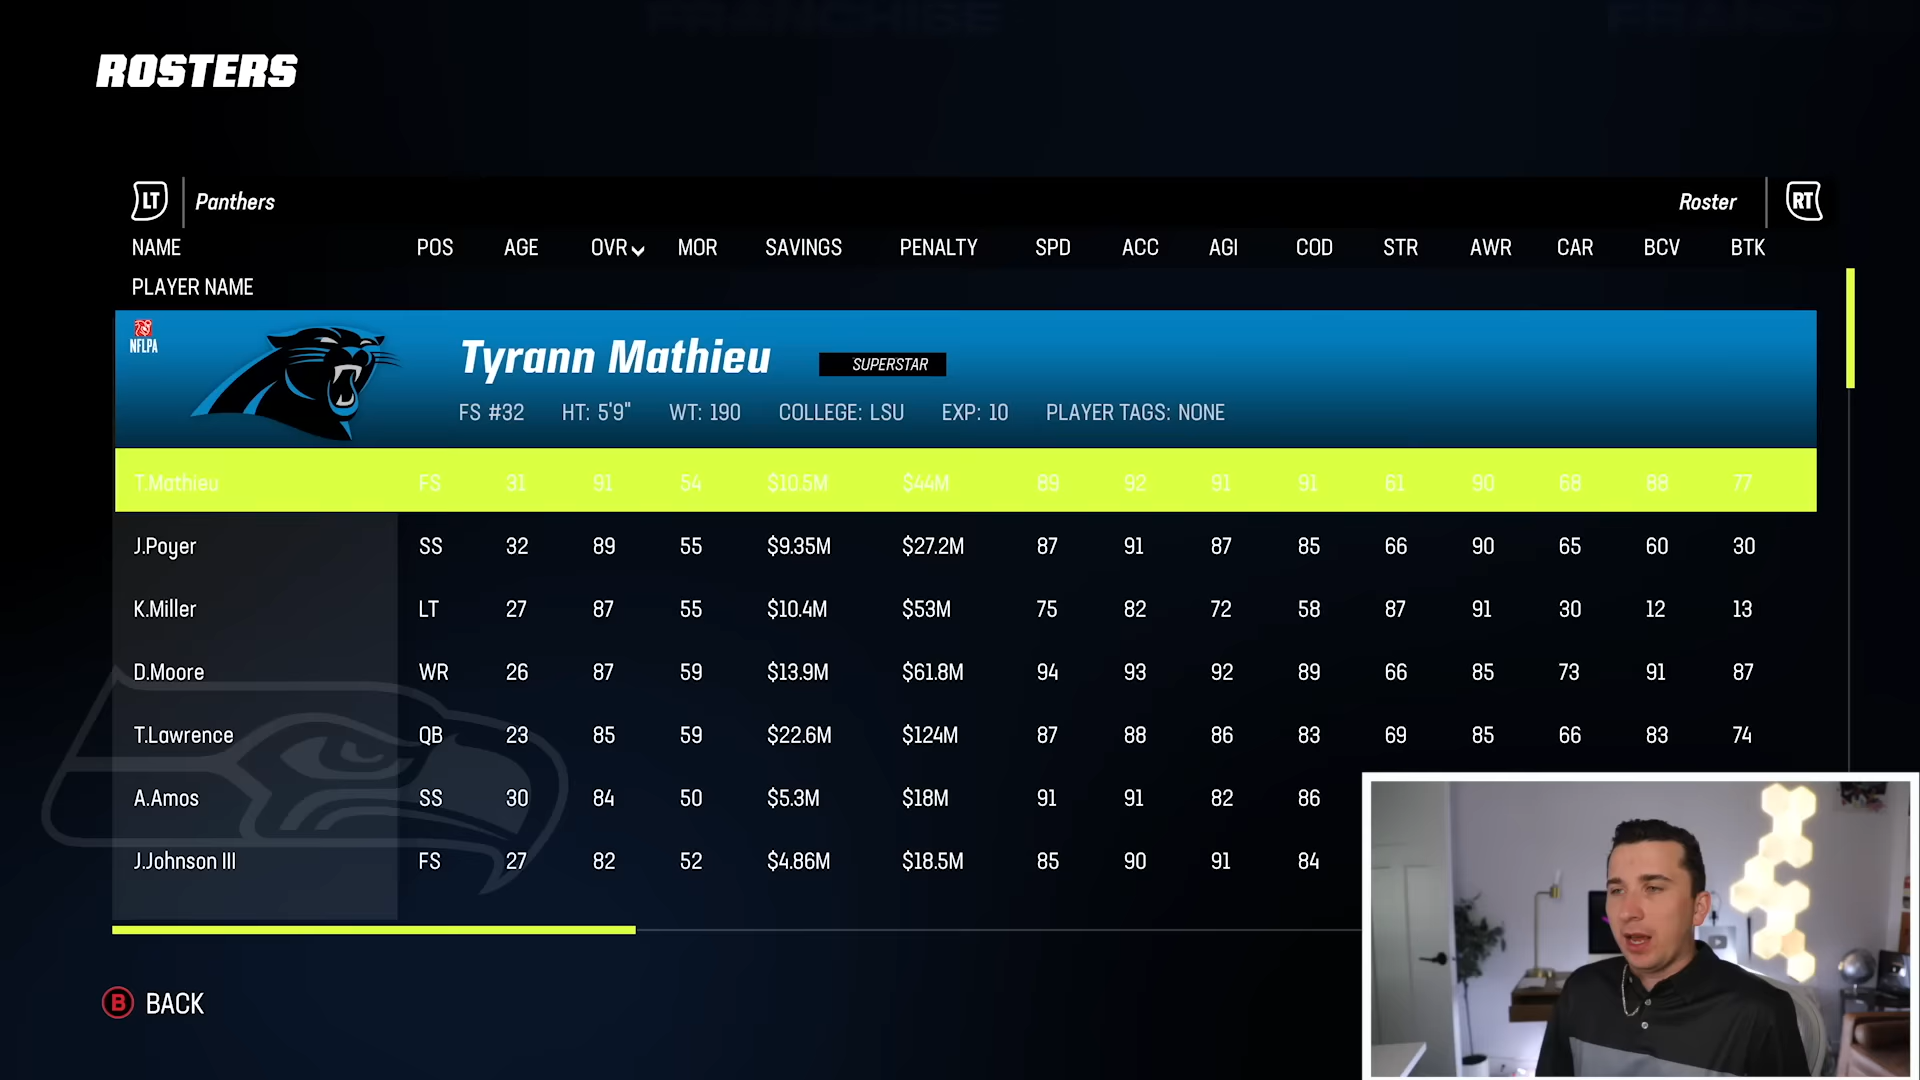 FRANCHISE
ROSTERS
LT Panthers Roster RT
NAME POS AGE OVR MOR SAVINGS PENALTY SPD ACC AGI COD STR AWR CAR BCV BTK
PLAYER NAME
NFLPA
Tyrann Mathieu SUPERSTAR
FS #32 HT: 5'9" WT: 190 COLLEGE: LSU EXP: 10 PLAYER TAGS: NONE
T.Mathieu FS 31 91 54 $10.5M $44M 89 92 91 91 61 90 68 88 77
J.Poyer SS 32 89 55 $9.35M $27.2M 87 91 87 85 66 90 65 60 30
K.Miller LT 27 87 55 $10.4M $53M 75 82 72 58 87 91 30 12 13
D.Moore WR 26 87 59 $13.9M $61.8M 94 93 92 89 66 85 73 91 87
T.Lawrence QB 23 85 59 $22.6M $124M 87 88 86 83 69 85 66 83 74
A.Amos SS 30 84 50 $5.3M $18M 91 91 82 86
J.Johnson III FS 27 82 52 $4.86M $18.5M 85 90 91 84
B BACK